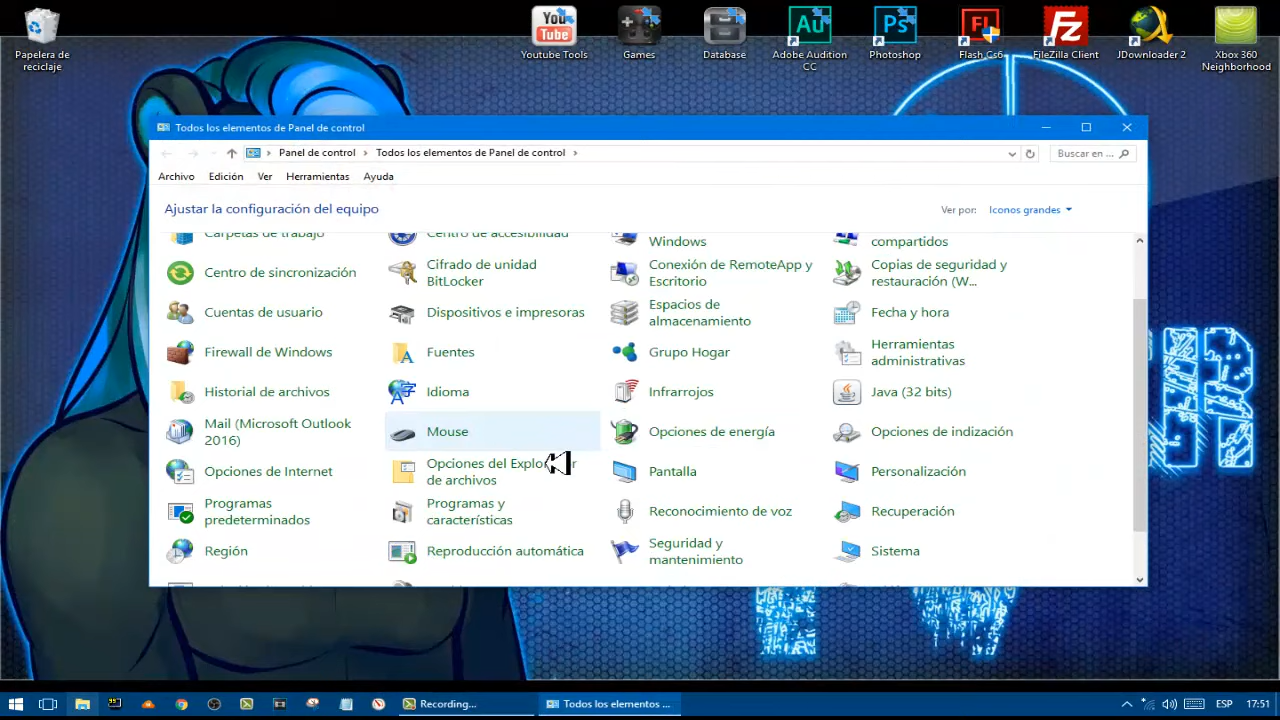 Papelera de
reciclaje
You
Tube
Youtube Tools
Games
Database
Au
Adobe Audition
CC
Ps
Photoshop
FL
Flash Cs6
Fz
FileZilla Client
JDownloader 2
Xbox 360
Neighborhood
Todos los elementos de Panel de control
Panel de control > Todos los elementos de Panel de control >
Buscar en ...
Archivo Edición Ver Herramientas Ayuda
Ajustar la configuración del equipo
Ver por: Iconos grandes
Carpetas de trabajo
Centro de accesibilidad
Windows
compartidos
Centro de sincronización
Cifrado de unidad
BitLocker
Conexión de RemoteApp y
Escritorio
Copias de seguridad y
restauración (W...
Cuentas de usuario
Dispositivos e impresoras
Espacios de
almacenamiento
Fecha y hora
Firewall de Windows
Fuentes
Grupo Hogar
Herramientas
administrativas
Historial de archivos
Idioma
Infrarrojos
Java (32 bits)
Mail (Microsoft Outlook
2016)
Mouse
Opciones de energía
Opciones de indización
Opciones de Internet
Opciones del Explorador
de archivos
Pantalla
Personalización
Programas
predeterminados
Programas y
características
Reconocimiento de voz
Recuperación
Región
Reproducción automática
Seguridad y
mantenimiento
Sistema
Recording...
Todos los elementos ...
ESP
17:51